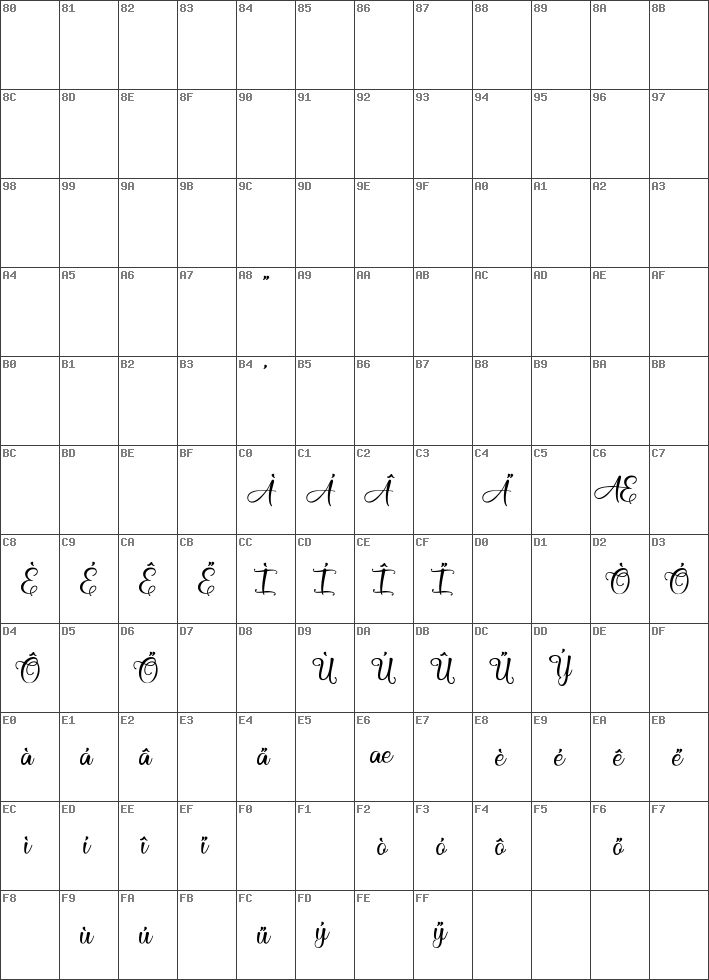 80 81 82 83 84 85 86 87 88 89 8A 8B
8C 8D 8E 8F 90 91 92 93 94 95 96 97
98 99 9A 9B 9C 9D 9E 9F A0 A1 A2 A3
A4 A5 A6 A7 A8 ¨ A9 AA AB AC AD AE AF
B0 B1 B2 B3 B4 ´ B5 B6 B7 B8 B9 BA BB
BC BD BE BF C0 C1 C2 C3 C4 C5 C6 C7
À Á Â Ä Æ
C8 C9 CA CB CC CD CE CF D0 D1 D2 D3
È É Ê Ë Ì Í Î Ï Ò Ó
D4 D5 D6 D7 D8 D9 DA DB DC DD DE DF
Ô Ö Ù Ú Û Ü Ý
E0 E1 E2 E3 E4 E5 E6 E7 E8 E9 EA EB
à á â ä æ è é ê ë
EC ED EE EF F0 F1 F2 F3 F4 F5 F6 F7
ì í î ï ò ó ô ö
F8 F9 FA FB FC FD FE FF
ù ú ü ý ÿ